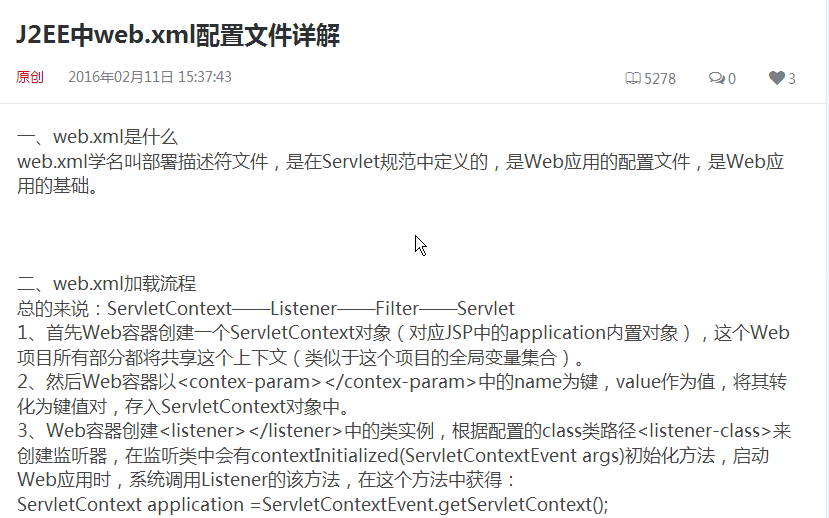 J2EE中web.xml配置文件详解
原创 2016年02月11日 15:37:43 5278 0 3
一、web.xml是什么
web.xml学名叫部署描述符文件，是在Servlet规范中定义的，是Web应用的配置文件，是Web应
用的基础。
二、web.xml加载流程
总的来说：ServletContext——Listener——Filter——Servlet
1、首先Web容器创建一个ServletContext对象（对应JSP中的application内置对象），这个Web
项目所有部分都将共享这个上下文（类似于这个项目的全局变量集合）。
2、然后Web容器以<contex-param></contex-param>中的name为键，value作为值，将其转
化为键值对，存入ServletContext对象中。
3、Web容器创建<listener></listener>中的类实例，根据配置的class类路径<listener-class>来
创建监听器，在监听类中会有contextInitialized(ServletContextEvent args)初始化方法，启动
Web应用时，系统调用Listener的该方法，在这个方法中获得：
ServletContext application =ServletContextEvent.getServletContext();